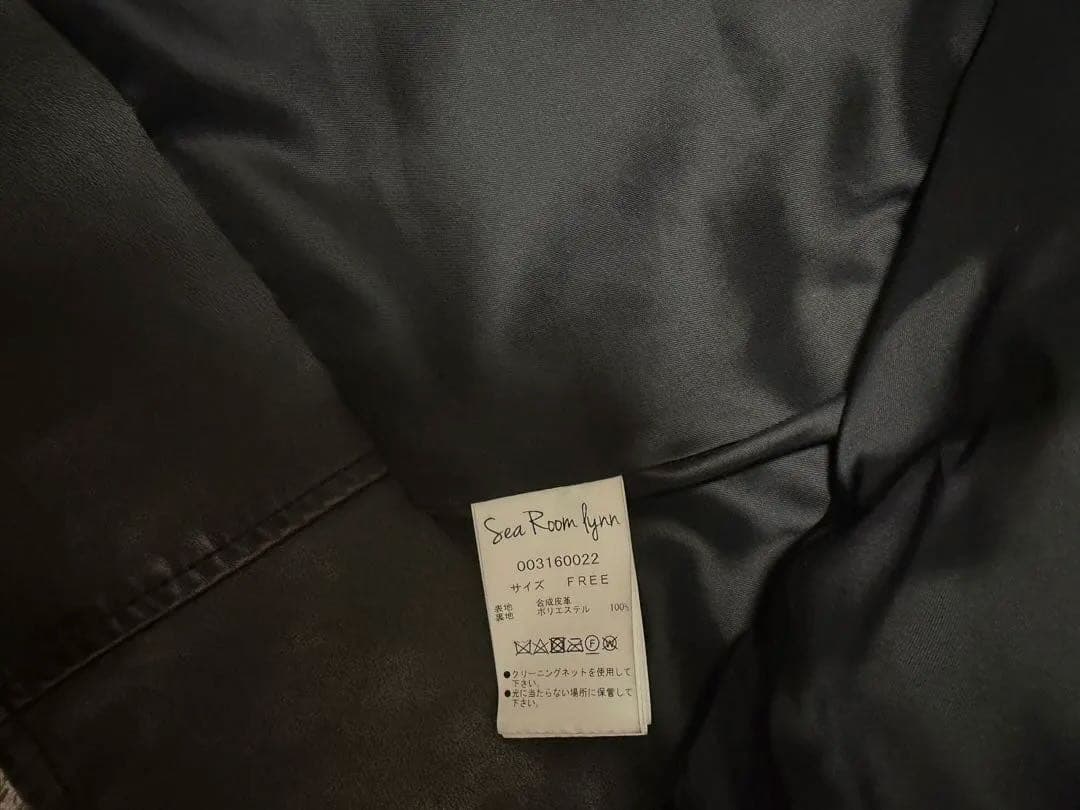 Sea Room lynn
003160022
サイズ FREE
表地 合成皮革
裏地 ポリエステル 100%
F W
●クリーニングネットを使用して
下さい。
●光に当たらない場所に保管して
下さい。